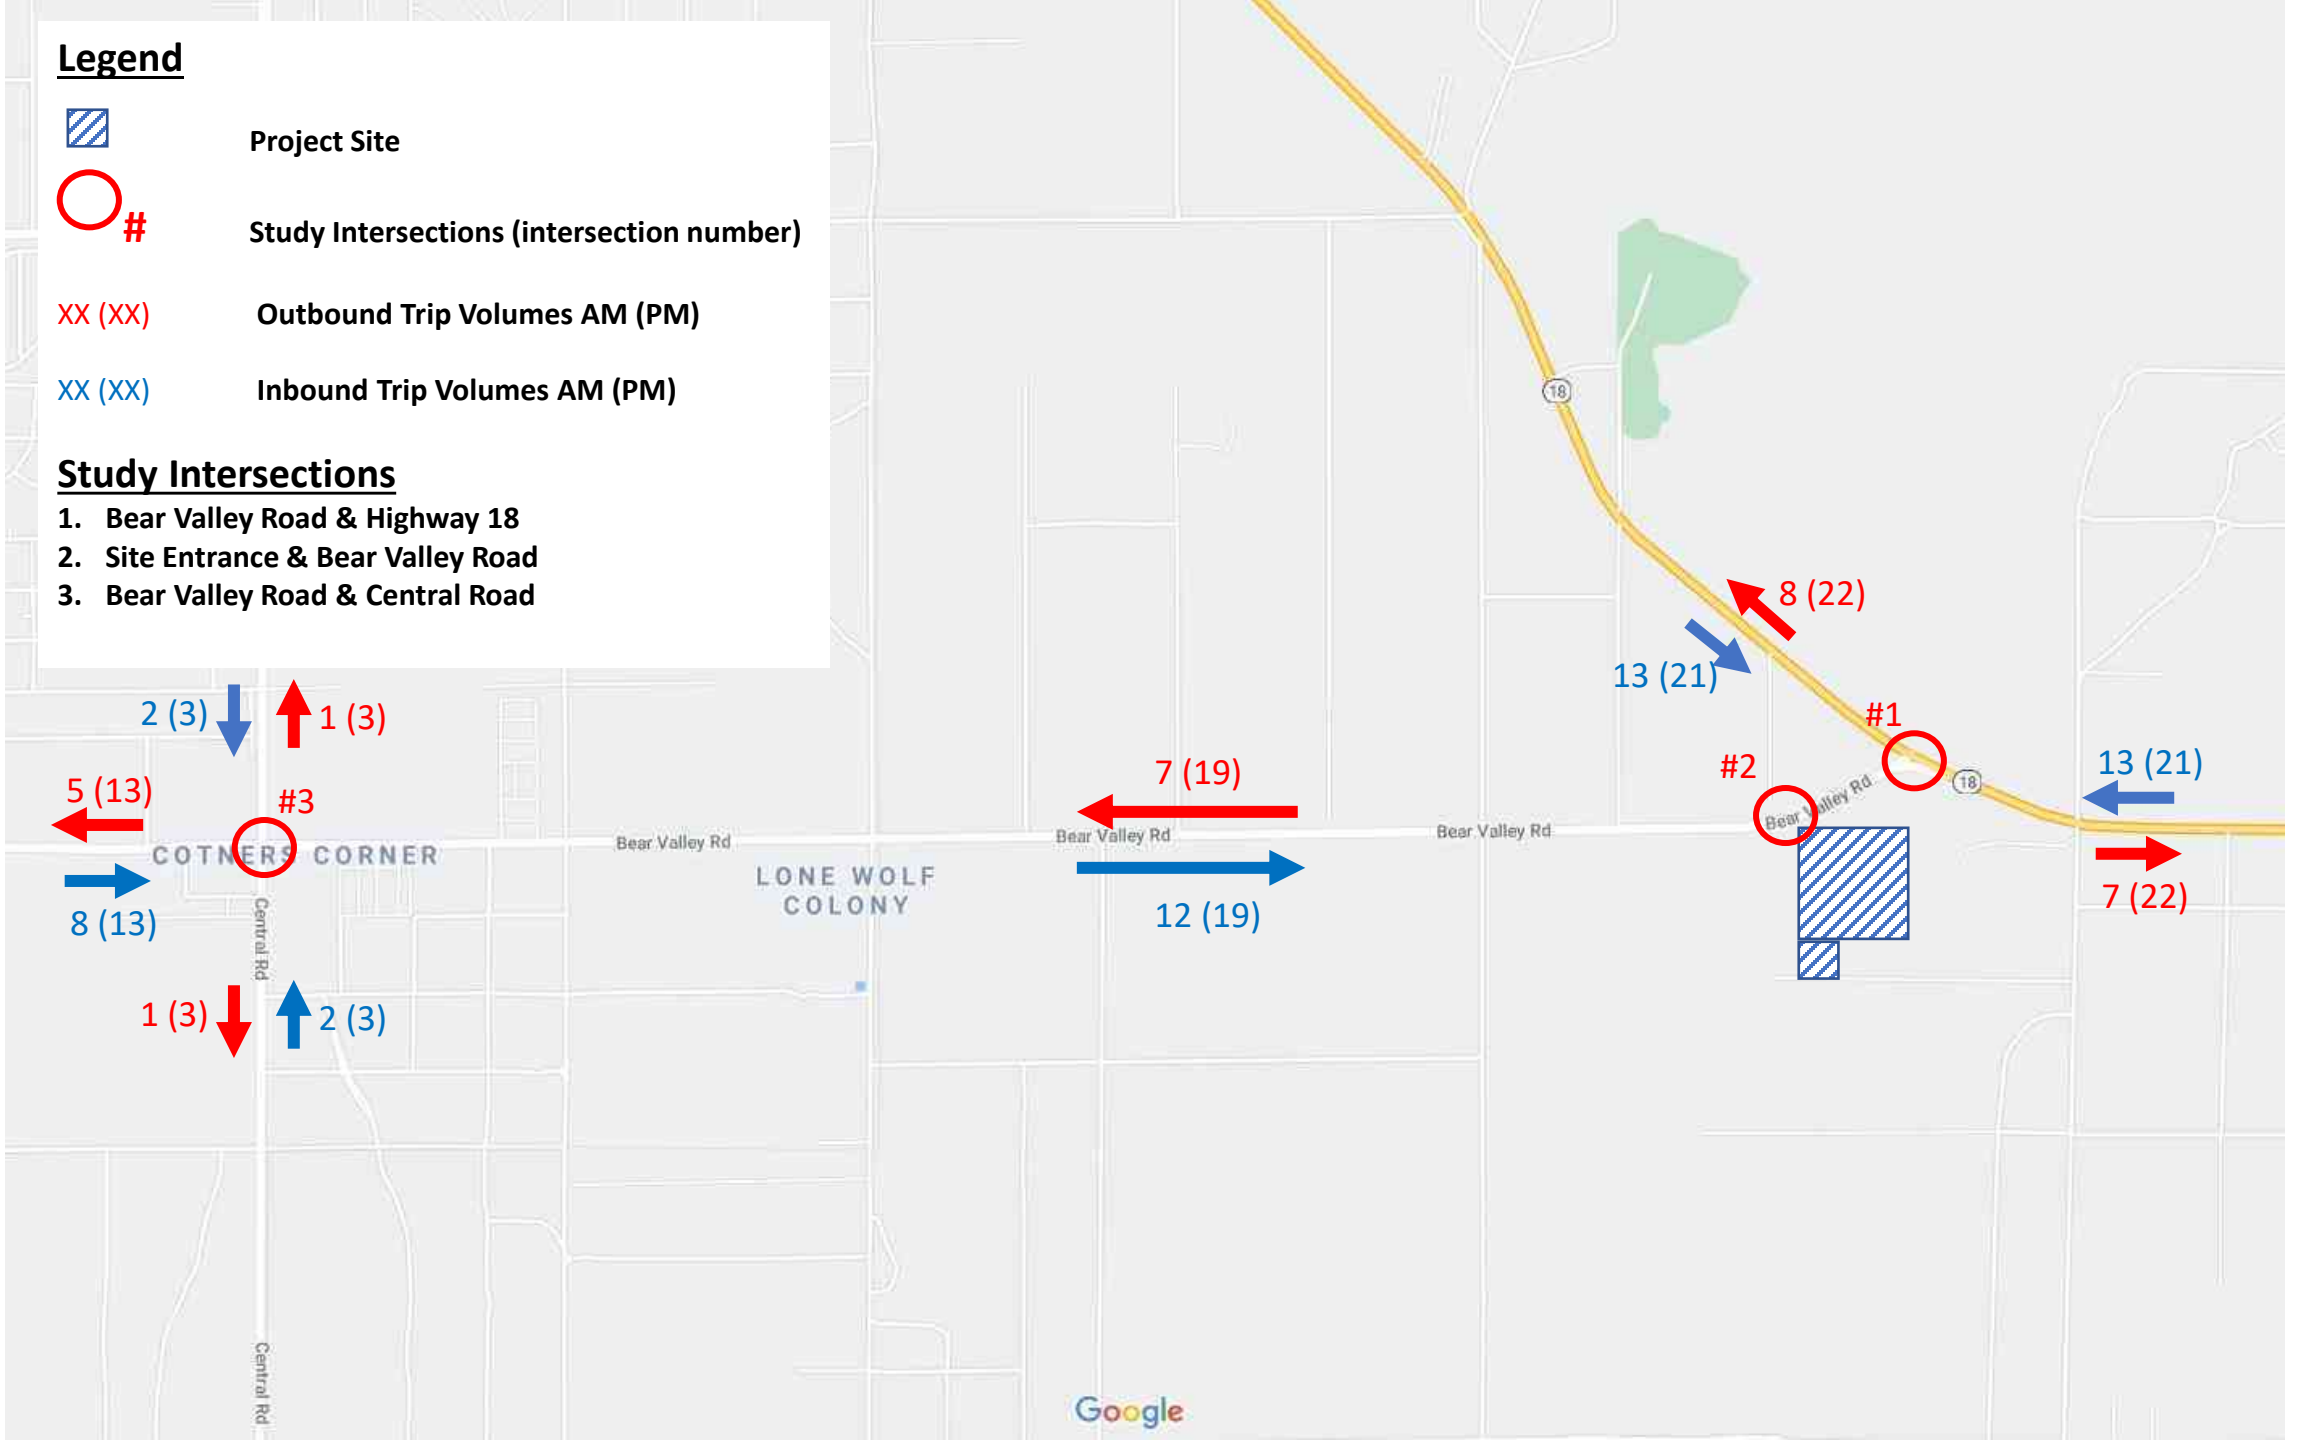 Legend
Project Site
#
Study Intersections (intersection number)
XX (XX)
Outbound Trip Volumes AM (PM)
XX (XX)
Inbound Trip Volumes AM (PM)
Study Intersections
1. Bear Valley Road & Highway 18
2. Site Entrance & Bear Valley Road
3. Bear Valley Road & Central Road
18
8 (22)
13 (21)
2 (3)
1 (3)
#1
5 (13)
#3
7 (19)
#2
18
13 (21)
Bear Valley Rd
COTNERS CORNER
Bear Valley Rd
Bear Valley Rd
Bear Valley Rd
LONE WOLF
COLONY
8 (13)
12 (19)
7 (22)
Central Rd
1 (3)
2 (3)
Central Rd
Google